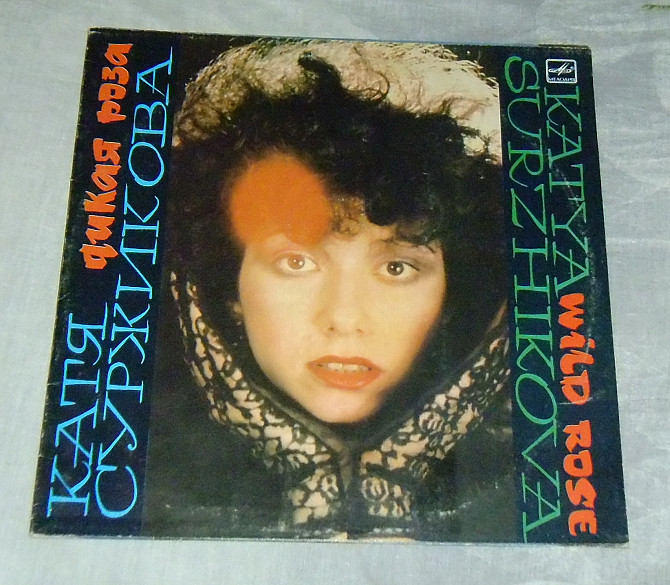 КАТЯ
СУРЖИКОВА
дикая роза
МЕЛОДИЯ
KATYA
SURZHIKOVA
WilD ROSE